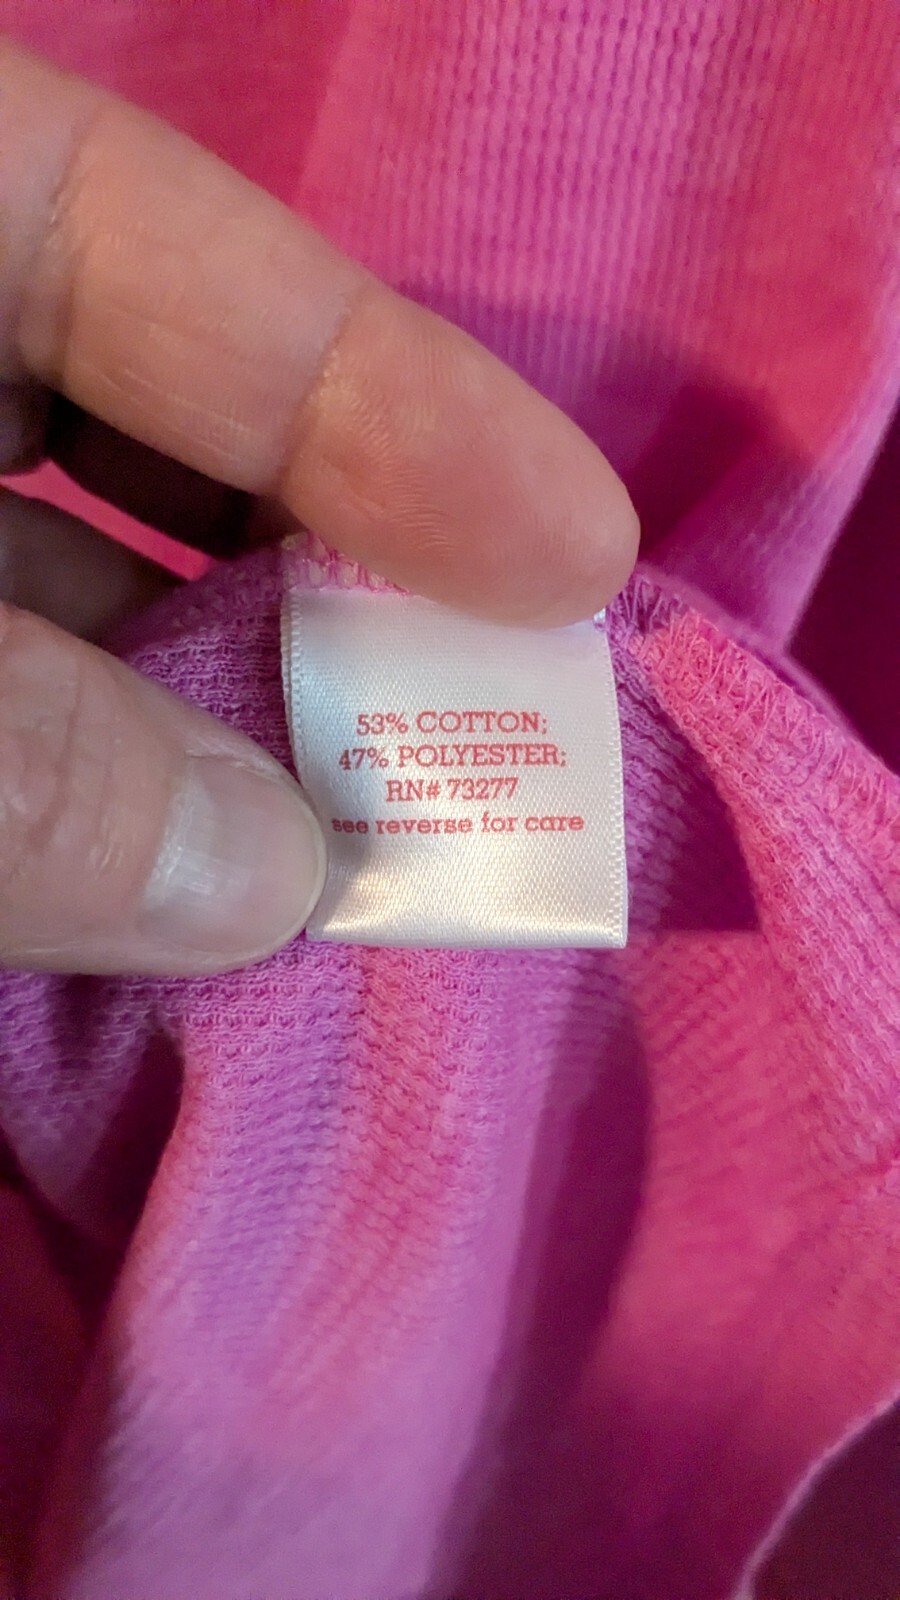 53% COTTON;
47% POLYESTER;
RN# 73277
see reverse for care